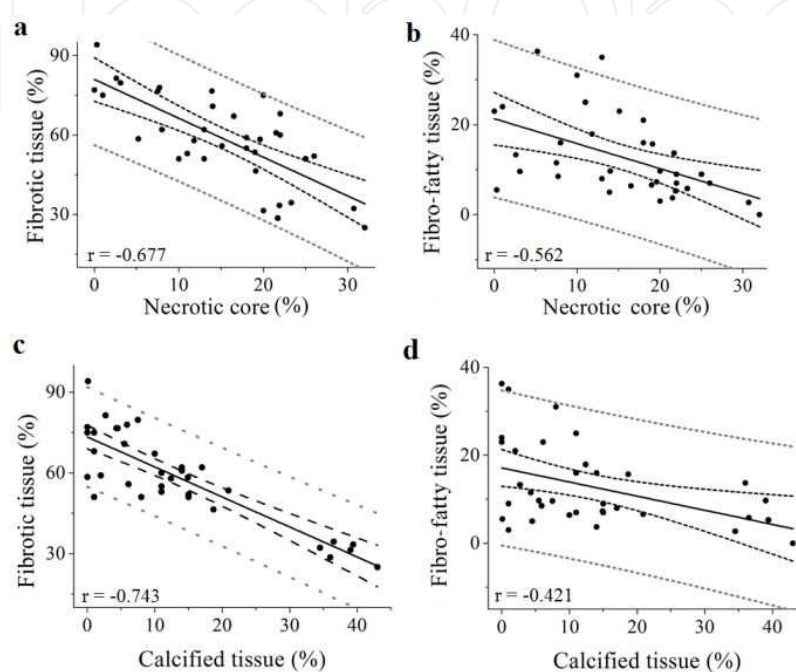 a
Fibrotic tissue (%)
90
60
30
r = -0.677
0 10 20 30
Necrotic core (%)
b
Fibro-fatty tissue (%)
40
20
0
r = -0.562
0 10 20 30
Necrotic core (%)
c
Fibrotic tissue (%)
90
60
30
r = -0.743
0 10 20 30 40
Calcified tissue (%)
d
Fibro-fatty tissue (%)
40
20
0
r = -0.421
0 10 20 30 40
Calcified tissue (%)